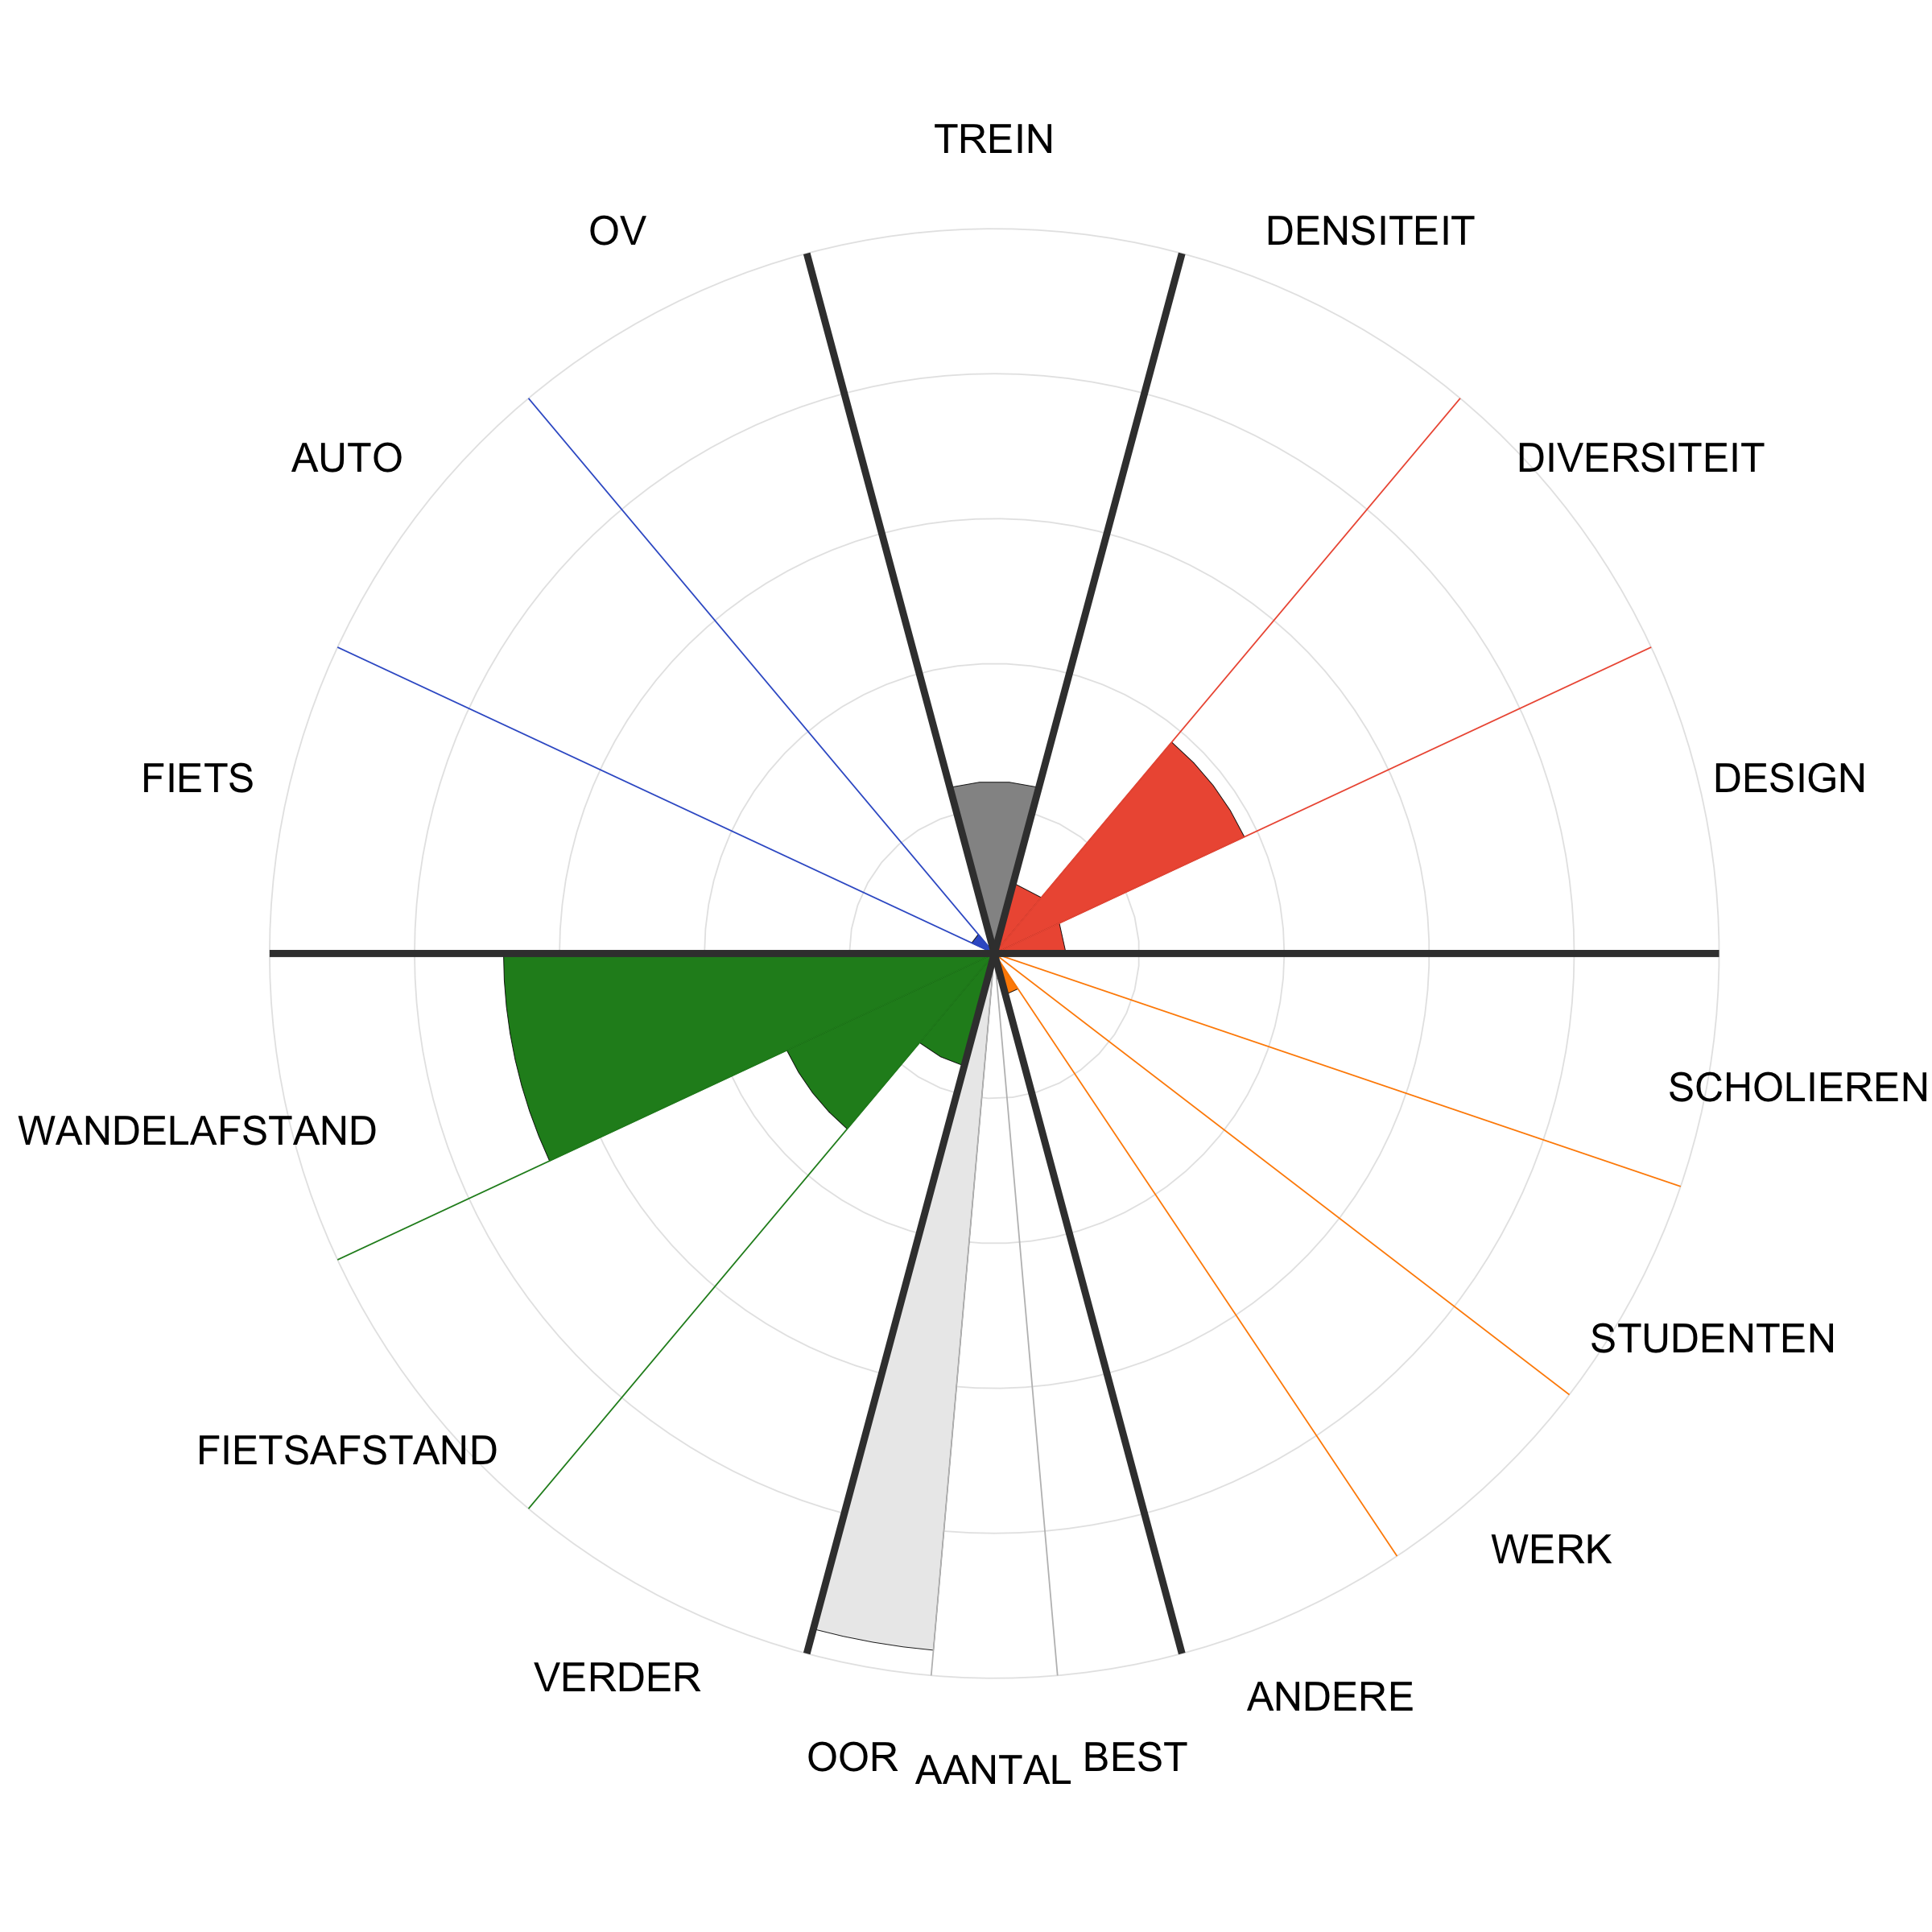 TREIN
OV
DENSITEIT
AUTO
DIVERSITEIT
FIETS
DESIGN
SCHOLIEREN
WANDELAFSTAND
STUDENTEN
FIETSAFSTAND
WERK
VERDER
ANDERE
OOR
AANTAL
BEST